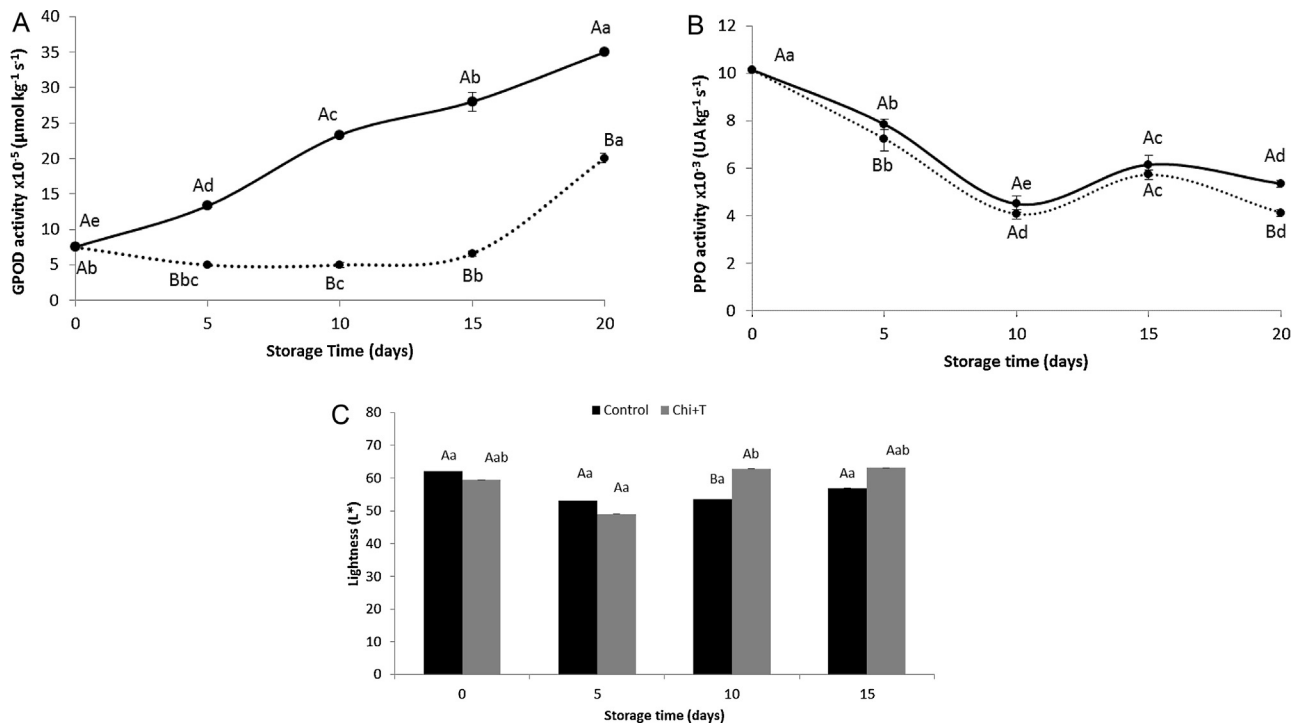 A
GPOD activity x10⁻⁵ (µmol kg⁻¹ s⁻¹)
40
35
30
25
20
15
10
5
0
Ae
Ab
Ad
Bbc
Ac
Bc
Ab
Bb
Aa
Ba
0 5 10 15 20
Storage Time (days)
B
PPO activity x10⁻³ (UA kg⁻¹ s⁻¹)
12
10
8
6
4
2
0
Aa
Ab
Bb
Ae
Ad
Ac
Ac
Ad
Bd
0 5 10 15 20
Storage time (days)
C
Control Chi+T
Lightness (L*)
80
70
60
50
40
30
20
10
0
Aa Aab
Aa Aa
Ba Ab
Aa Aab
0 5 10 15
Storage time (days)